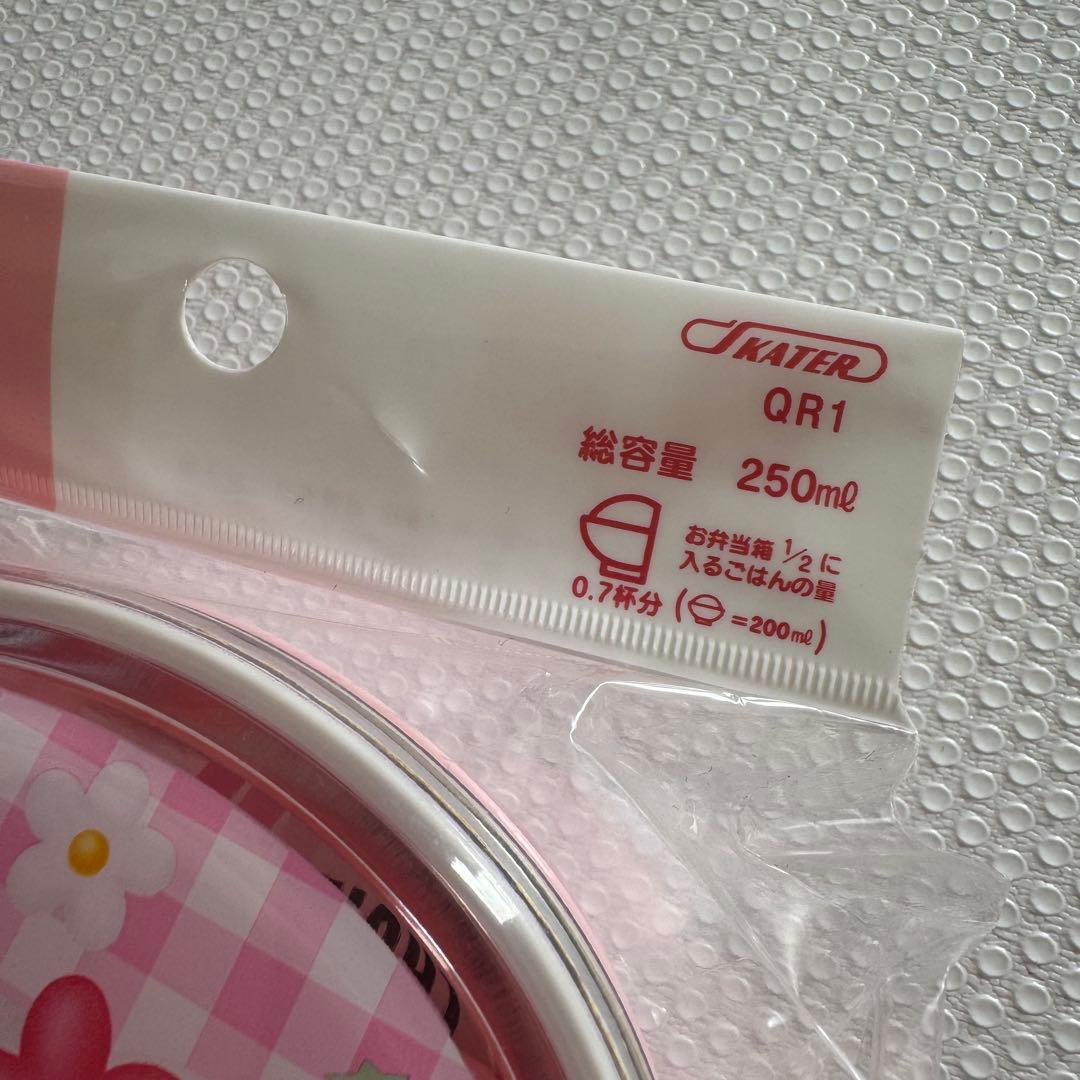 SKATER
QR1
総容量 250ml
お弁当箱 1/2 に
入るごはんの量
0.7杯分 ( =200ml)